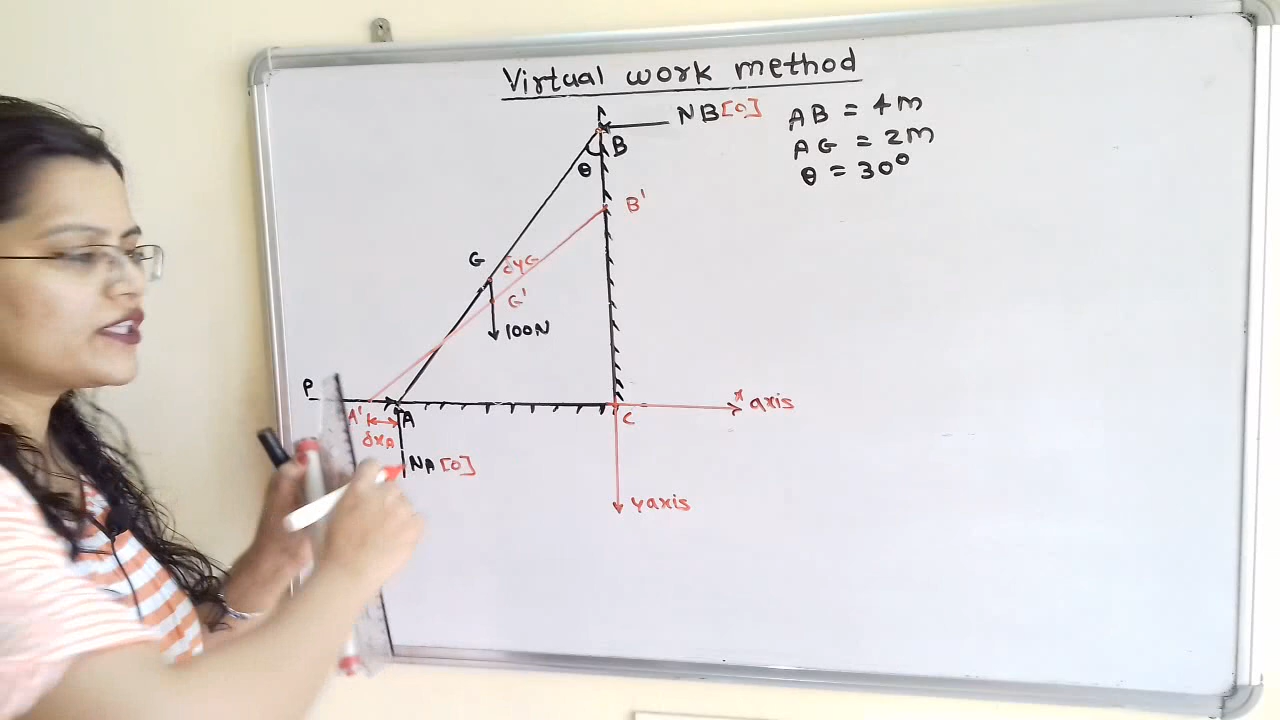 Virtual work method
NB[0]
AB = 4m
AG = 2m
θ = 30°
B
θ
B'
G
δyG
G'
100N
P
A'
A
δxA
NA[0]
C
x axis
y axis